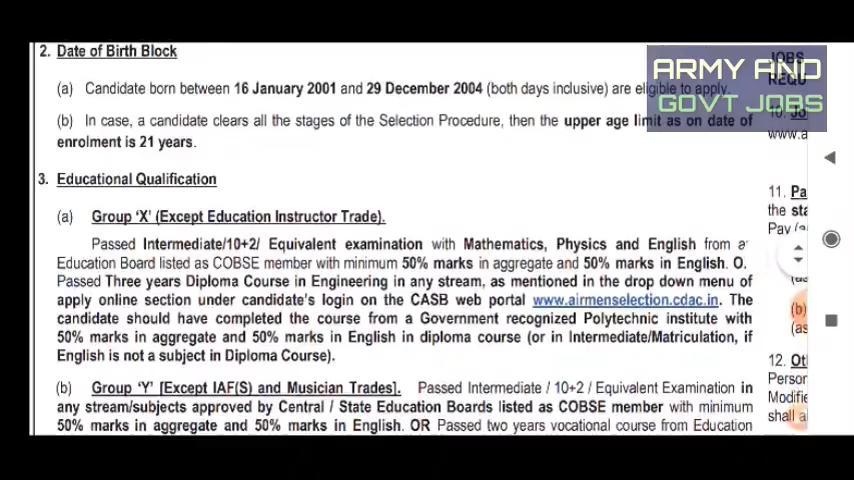 2. Date of Birth Block
(a) Candidate born between 16 January 2001 and 29 December 2004 (both days inclusive) are eligible to apply.
(b) In case, a candidate clears all the stages of the Selection Procedure, then the upper age limit as on date of
enrolment is 21 years.
3. Educational Qualification
(a) Group 'X' (Except Education Instructor Trade).
Passed Intermediate/10+2/ Equivalent examination with Mathematics, Physics and English from
Education Board listed as COBSE member with minimum 50% marks in aggregate and 50% marks in English. O
Passed Three years Diploma Course in Engineering in any stream, as mentioned in the drop down menu of
apply online section under candidate's login on the CASB web portal www.airmenselection.cdac.in. The
candidate should have completed the course from a Government recognized Polytechnic institute with
50% marks in aggregate and 50% marks in English in diploma course (or in Intermediate/Matriculation, if
English is not a subject in Diploma Course).
(b) Group 'Y' [Except IAF(S) and Musician Trades]. Passed Intermediate / 10+2 / Equivalent Examination in
any stream/subjects approved by Central / State Education Boards listed as COBSE member with minimum
50% marks in aggregate and 50% marks in English. OR Passed two years vocational course from Education
ARMY AND
GOVT JOBS
JOBS
REQU
10. Jo
www.a
11. Pa
the sta
Pay
(b)
(as
12. Ot
Person
Modifie
shall a